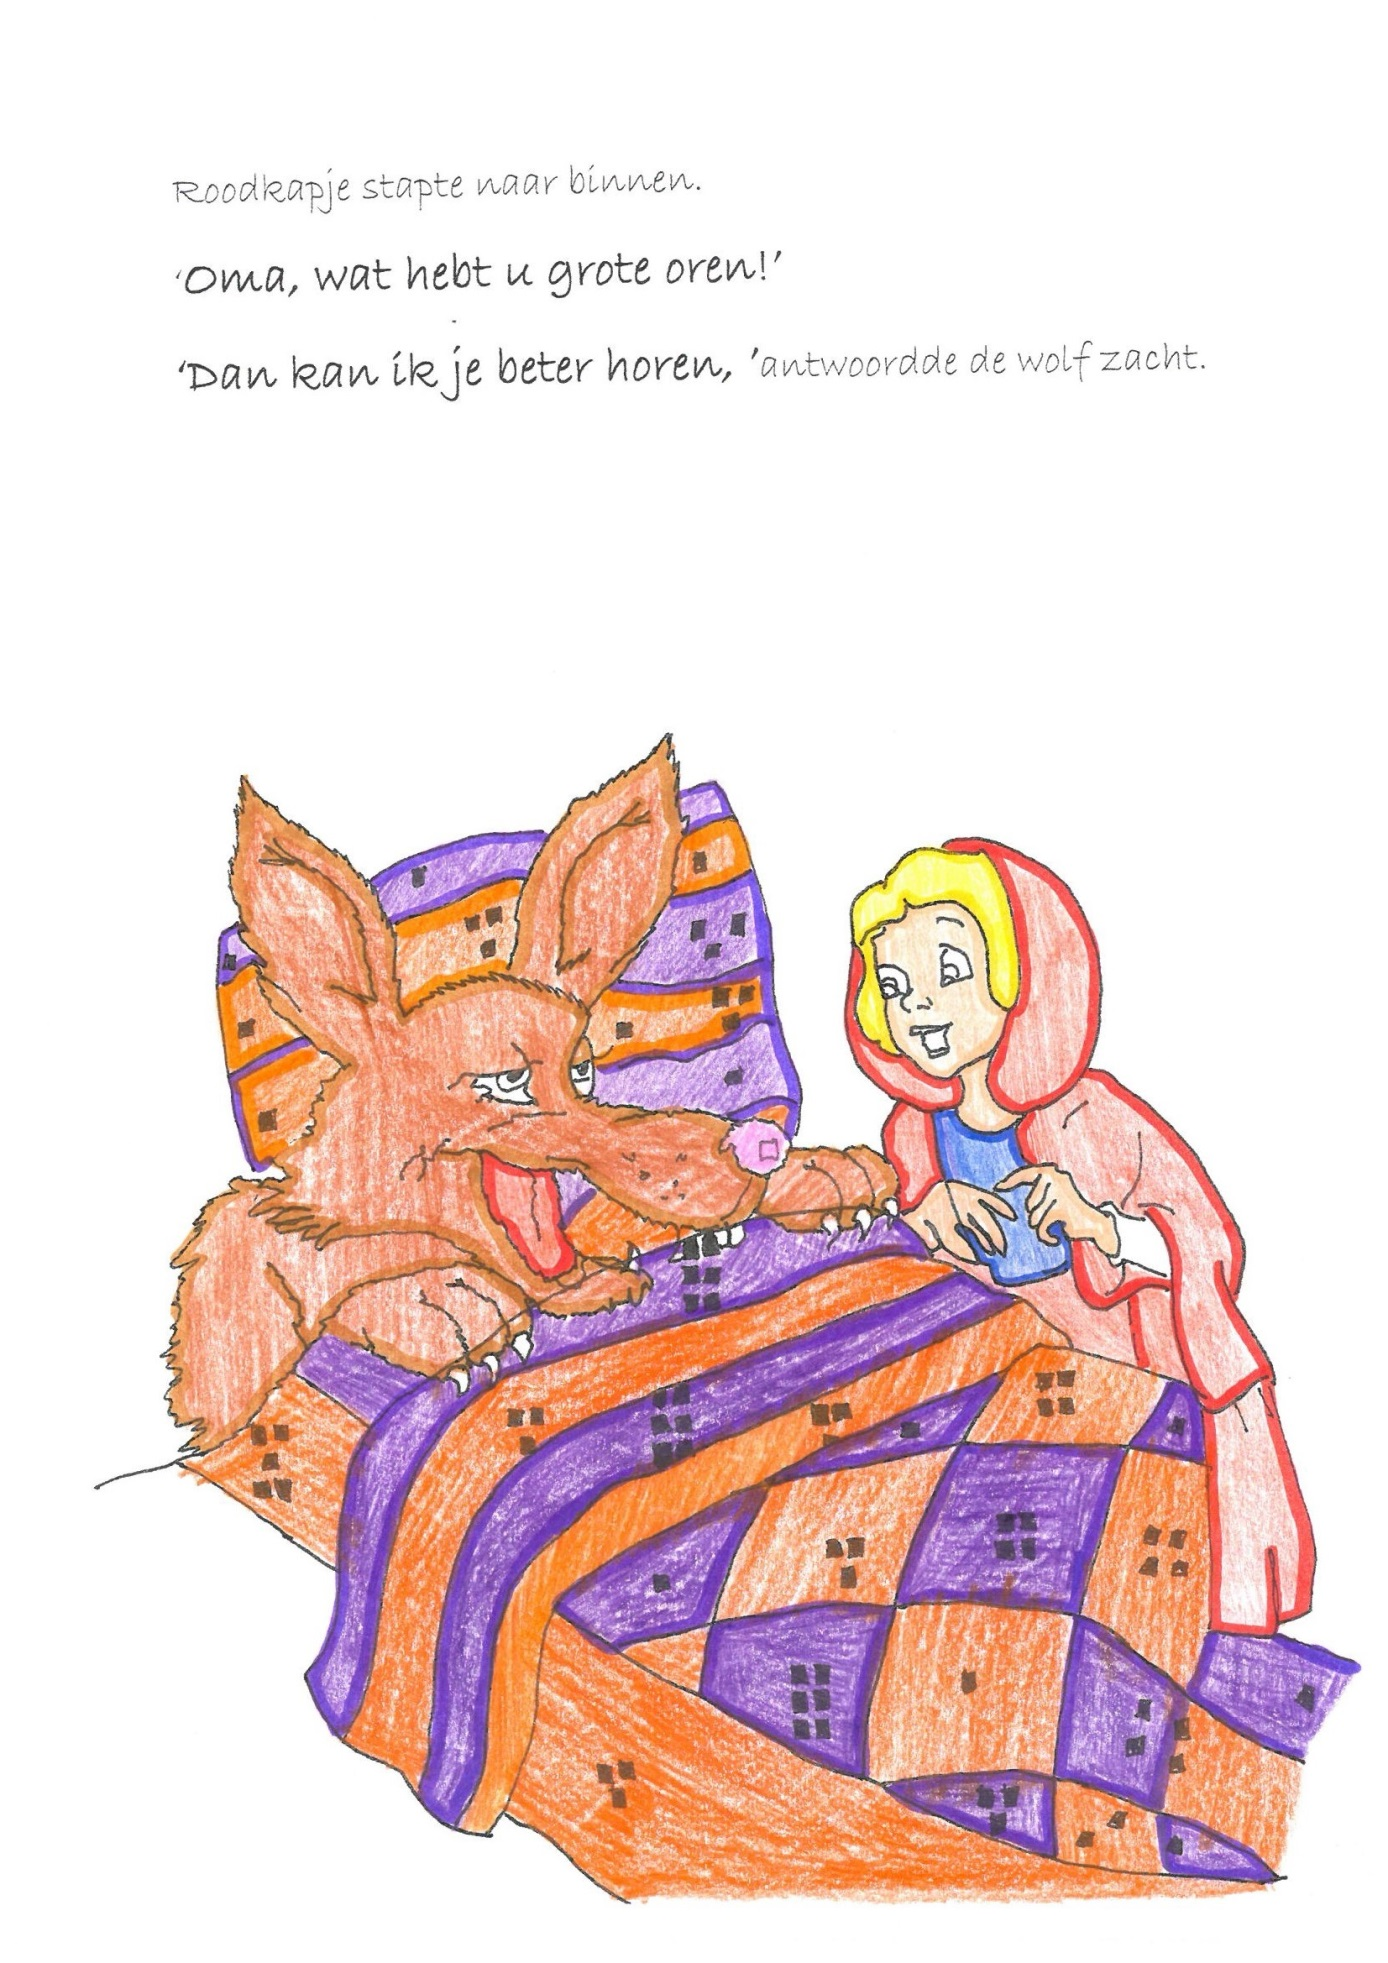 Roodkapje stapte naar binnen.
‘Oma, wat hebt u grote oren!’
‘Dan kan ik je beter horen, ’antwoordde de wolf zacht.